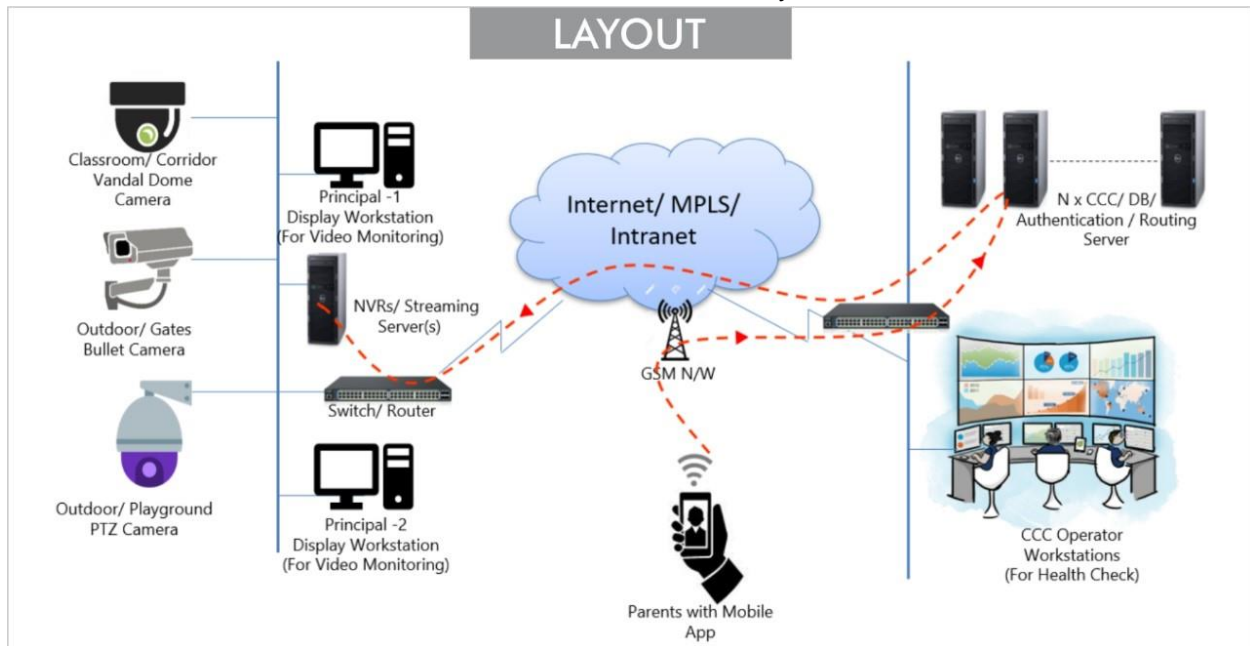 LAYOUT
Classroom/ Corridor
Vandal Dome
Camera
Outdoor/ Gates
Bullet Camera
Outdoor/ Playground
PTZ Camera
Principal -1
Display Workstation
(For Video Monitoring)
NVRs/ Streaming
Server(s)
Switch/ Router
Principal -2
Display Workstation
(For Video Monitoring)
Internet/ MPLS/
Intranet
GSM N/W
Parents with Mobile
App
N x CCC/ DB/
Authentication / Routing
Server
CCC Operator
Workstations
(For Health Check)